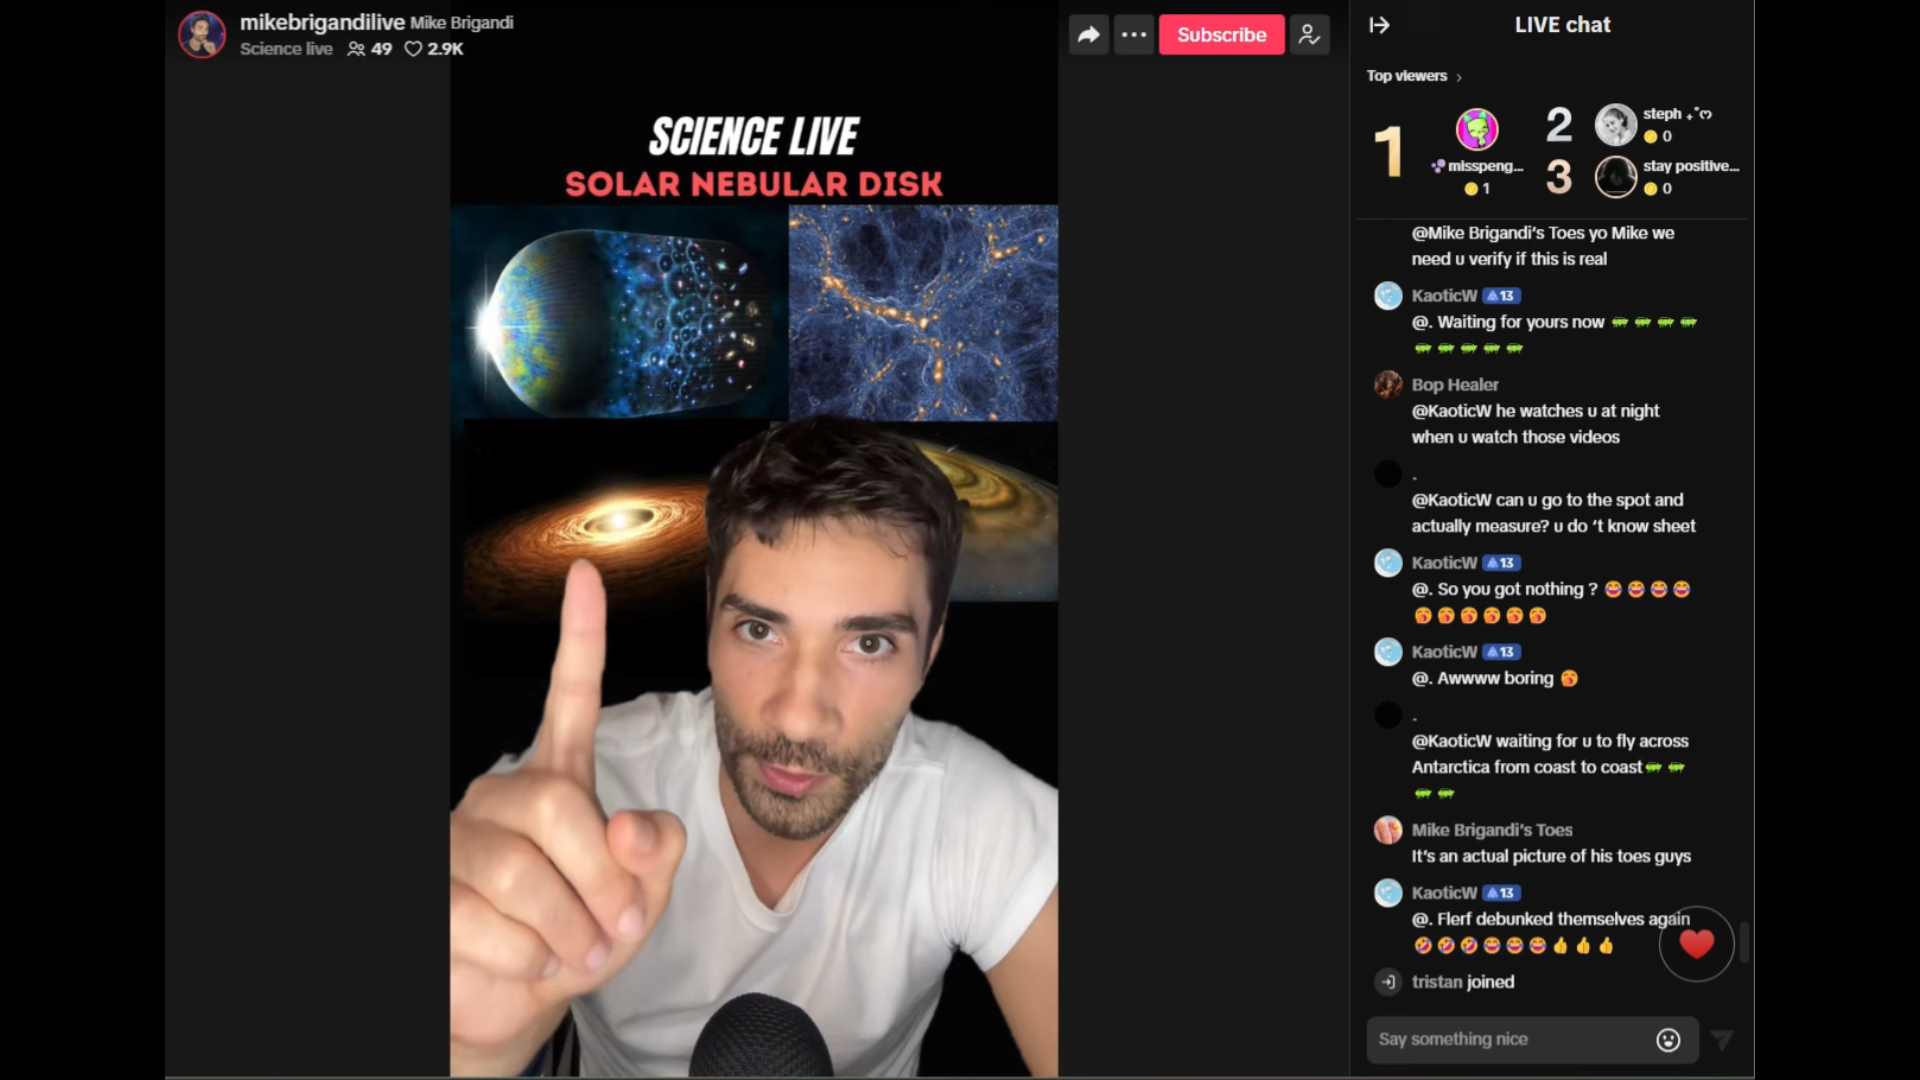 mikebrigandilive Mike Brigandi
Science live 49 2.9K
Subscribe
SCIENCE LIVE
SOLAR NEBULAR DISK
LIVE chat
Top viewers
1
misspeng...
1
2
steph
0
3
stay positive...
0
@Mike Brigandi's Toes yo Mike we
need u verify if this is real
KaoticW 13
@. Waiting for yours now
Bop Healer
@KaoticW he watches u at night
when u watch those videos
.
@KaoticW can u go to the spot and
actually measure? u do 't know sheet
KaoticW 13
@. So you got nothing ?
KaoticW 13
@. Awwww boring
.
@KaoticW waiting for u to fly across
Antarctica from coast to coast
Mike Brigandi's Toes
It's an actual picture of his toes guys
KaoticW 13
@. Flerf debunked themselves again
tristan joined
Say something nice